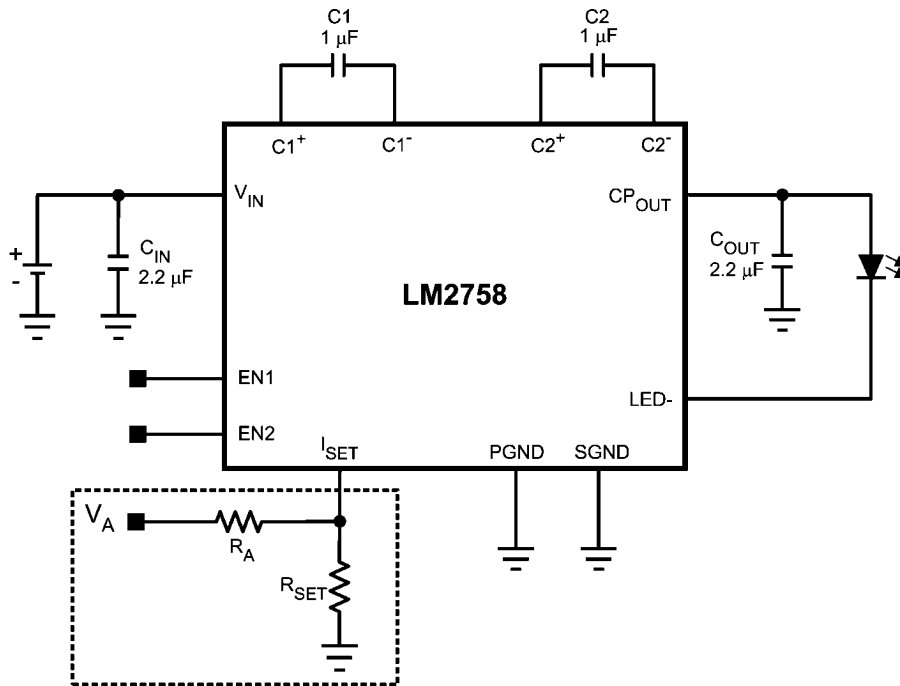 C1
1 μF
C2
1 μF
C1+
C1-
C2+
C2-
VIN
CPOUT
+
-
CIN
2.2 μF
COUT
2.2 μF
LM2758
EN1
LED-
EN2
ISET
PGND
SGND
VA
RA
RSET